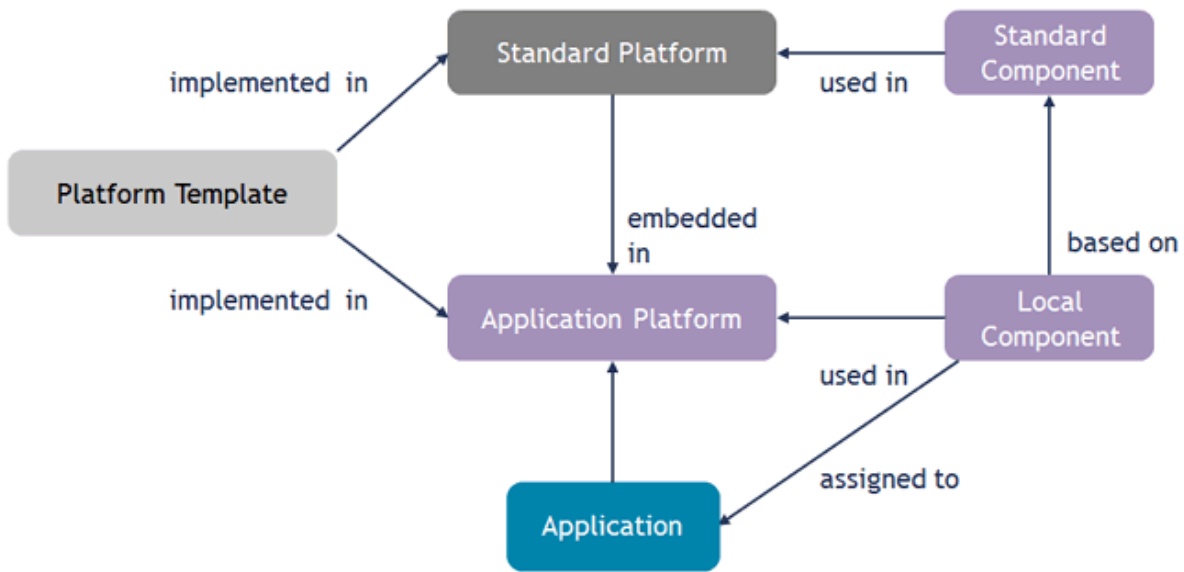 Standard Platform
Standard
Component
implemented in
used in
Platform Template
embedded
in
based on
implemented in
Application Platform
Local
Component
used in
assigned to
Application